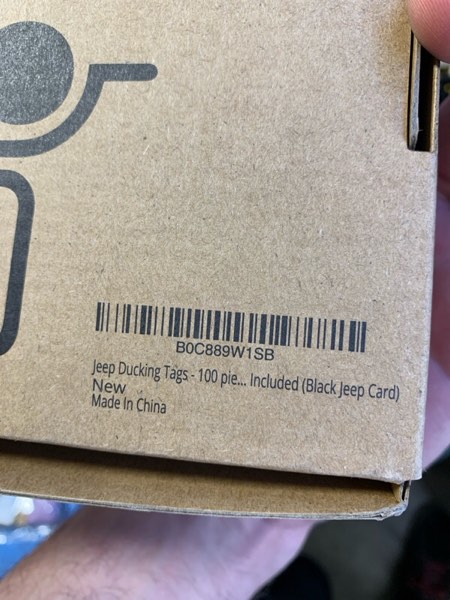 B0C889W1SB
Jeep Ducking Tags - 100 pie... Included (Black Jeep Card)
New
Made In China